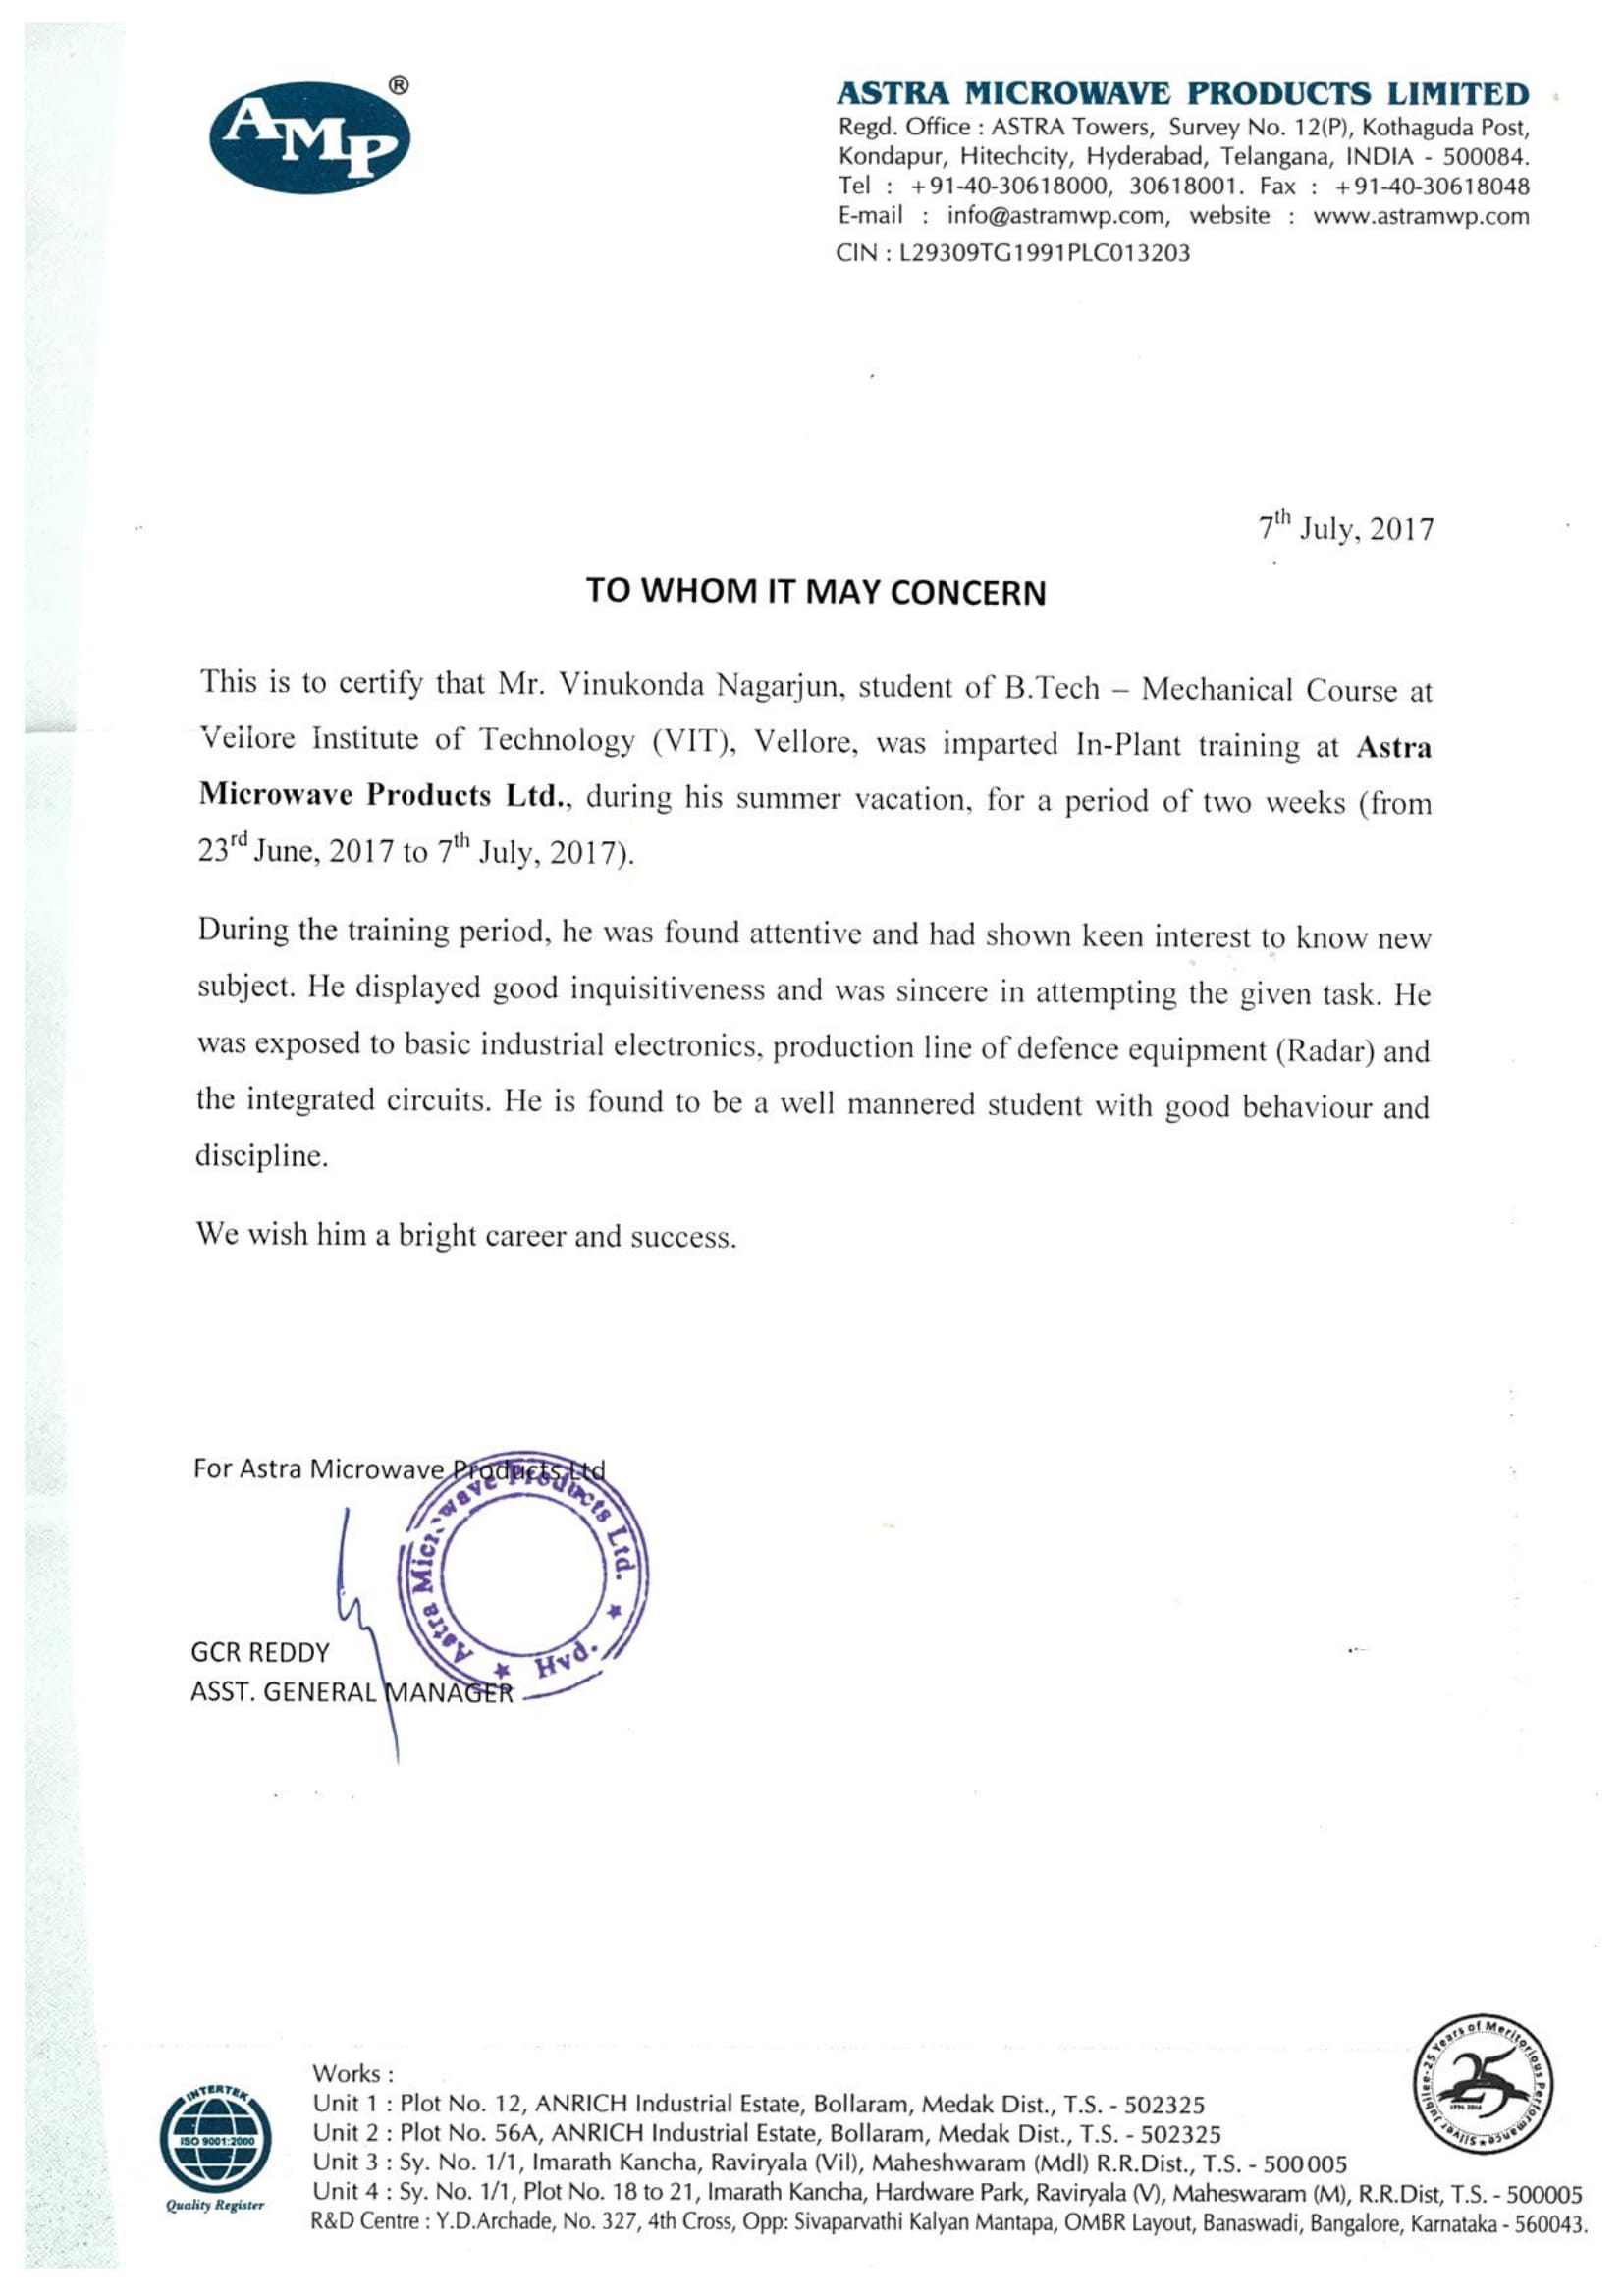 AMP ®
ASTRA MICROWAVE PRODUCTS LIMITED
Regd. Office : ASTRA Towers, Survey No. 12(P), Kothaguda Post,
Kondapur, Hitechcity, Hyderabad, Telangana, INDIA - 500084.
Tel : +91-40-30618000, 30618001. Fax : +91-40-30618048
E-mail : info@astramwp.com, website : www.astramwp.com
CIN : L29309TG1991PLC013203
7th July, 2017
TO WHOM IT MAY CONCERN
This is to certify that Mr. Vinukonda Nagarjun, student of B.Tech – Mechanical Course at
Vellore Institute of Technology (VIT), Vellore, was imparted In-Plant training at Astra
Microwave Products Ltd., during his summer vacation, for a period of two weeks (from
23rd June, 2017 to 7th July, 2017).
During the training period, he was found attentive and had shown keen interest to know new
subject. He displayed good inquisitiveness and was sincere in attempting the given task. He
was exposed to basic industrial electronics, production line of defence equipment (Radar) and
the integrated circuits. He is found to be a well mannered student with good behaviour and
discipline.
We wish him a bright career and success.
For Astra Microwave Products Ltd
Astra Microwave Products Ltd. ★ Hyd. ★
GCR REDDY
ASST. GENERAL MANAGER
Silver Jubilee-25 Years of Meritorious Performance
25
INTERTEK
ISO 9001:2000
Quality Register
Works :
Unit 1 : Plot No. 12, ANRICH Industrial Estate, Bollaram, Medak Dist., T.S. - 502325
Unit 2 : Plot No. 56A, ANRICH Industrial Estate, Bollaram, Medak Dist., T.S. - 502325
Unit 3 : Sy. No. 1/1, Imarath Kancha, Raviryala (Vil), Maheshwaram (Mdl) R.R.Dist., T.S. - 500005
Unit 4 : Sy. No. 1/1, Plot No. 18 to 21, Imarath Kancha, Hardware Park, Raviryala (V), Maheswaram (M), R.R.Dist, T.S. - 500005
R&D Centre : Y.D.Archade, No. 327, 4th Cross, Opp: Sivaparvathi Kalyan Mantapa, OMBR Layout, Banaswadi, Bangalore, Karnataka - 560043.